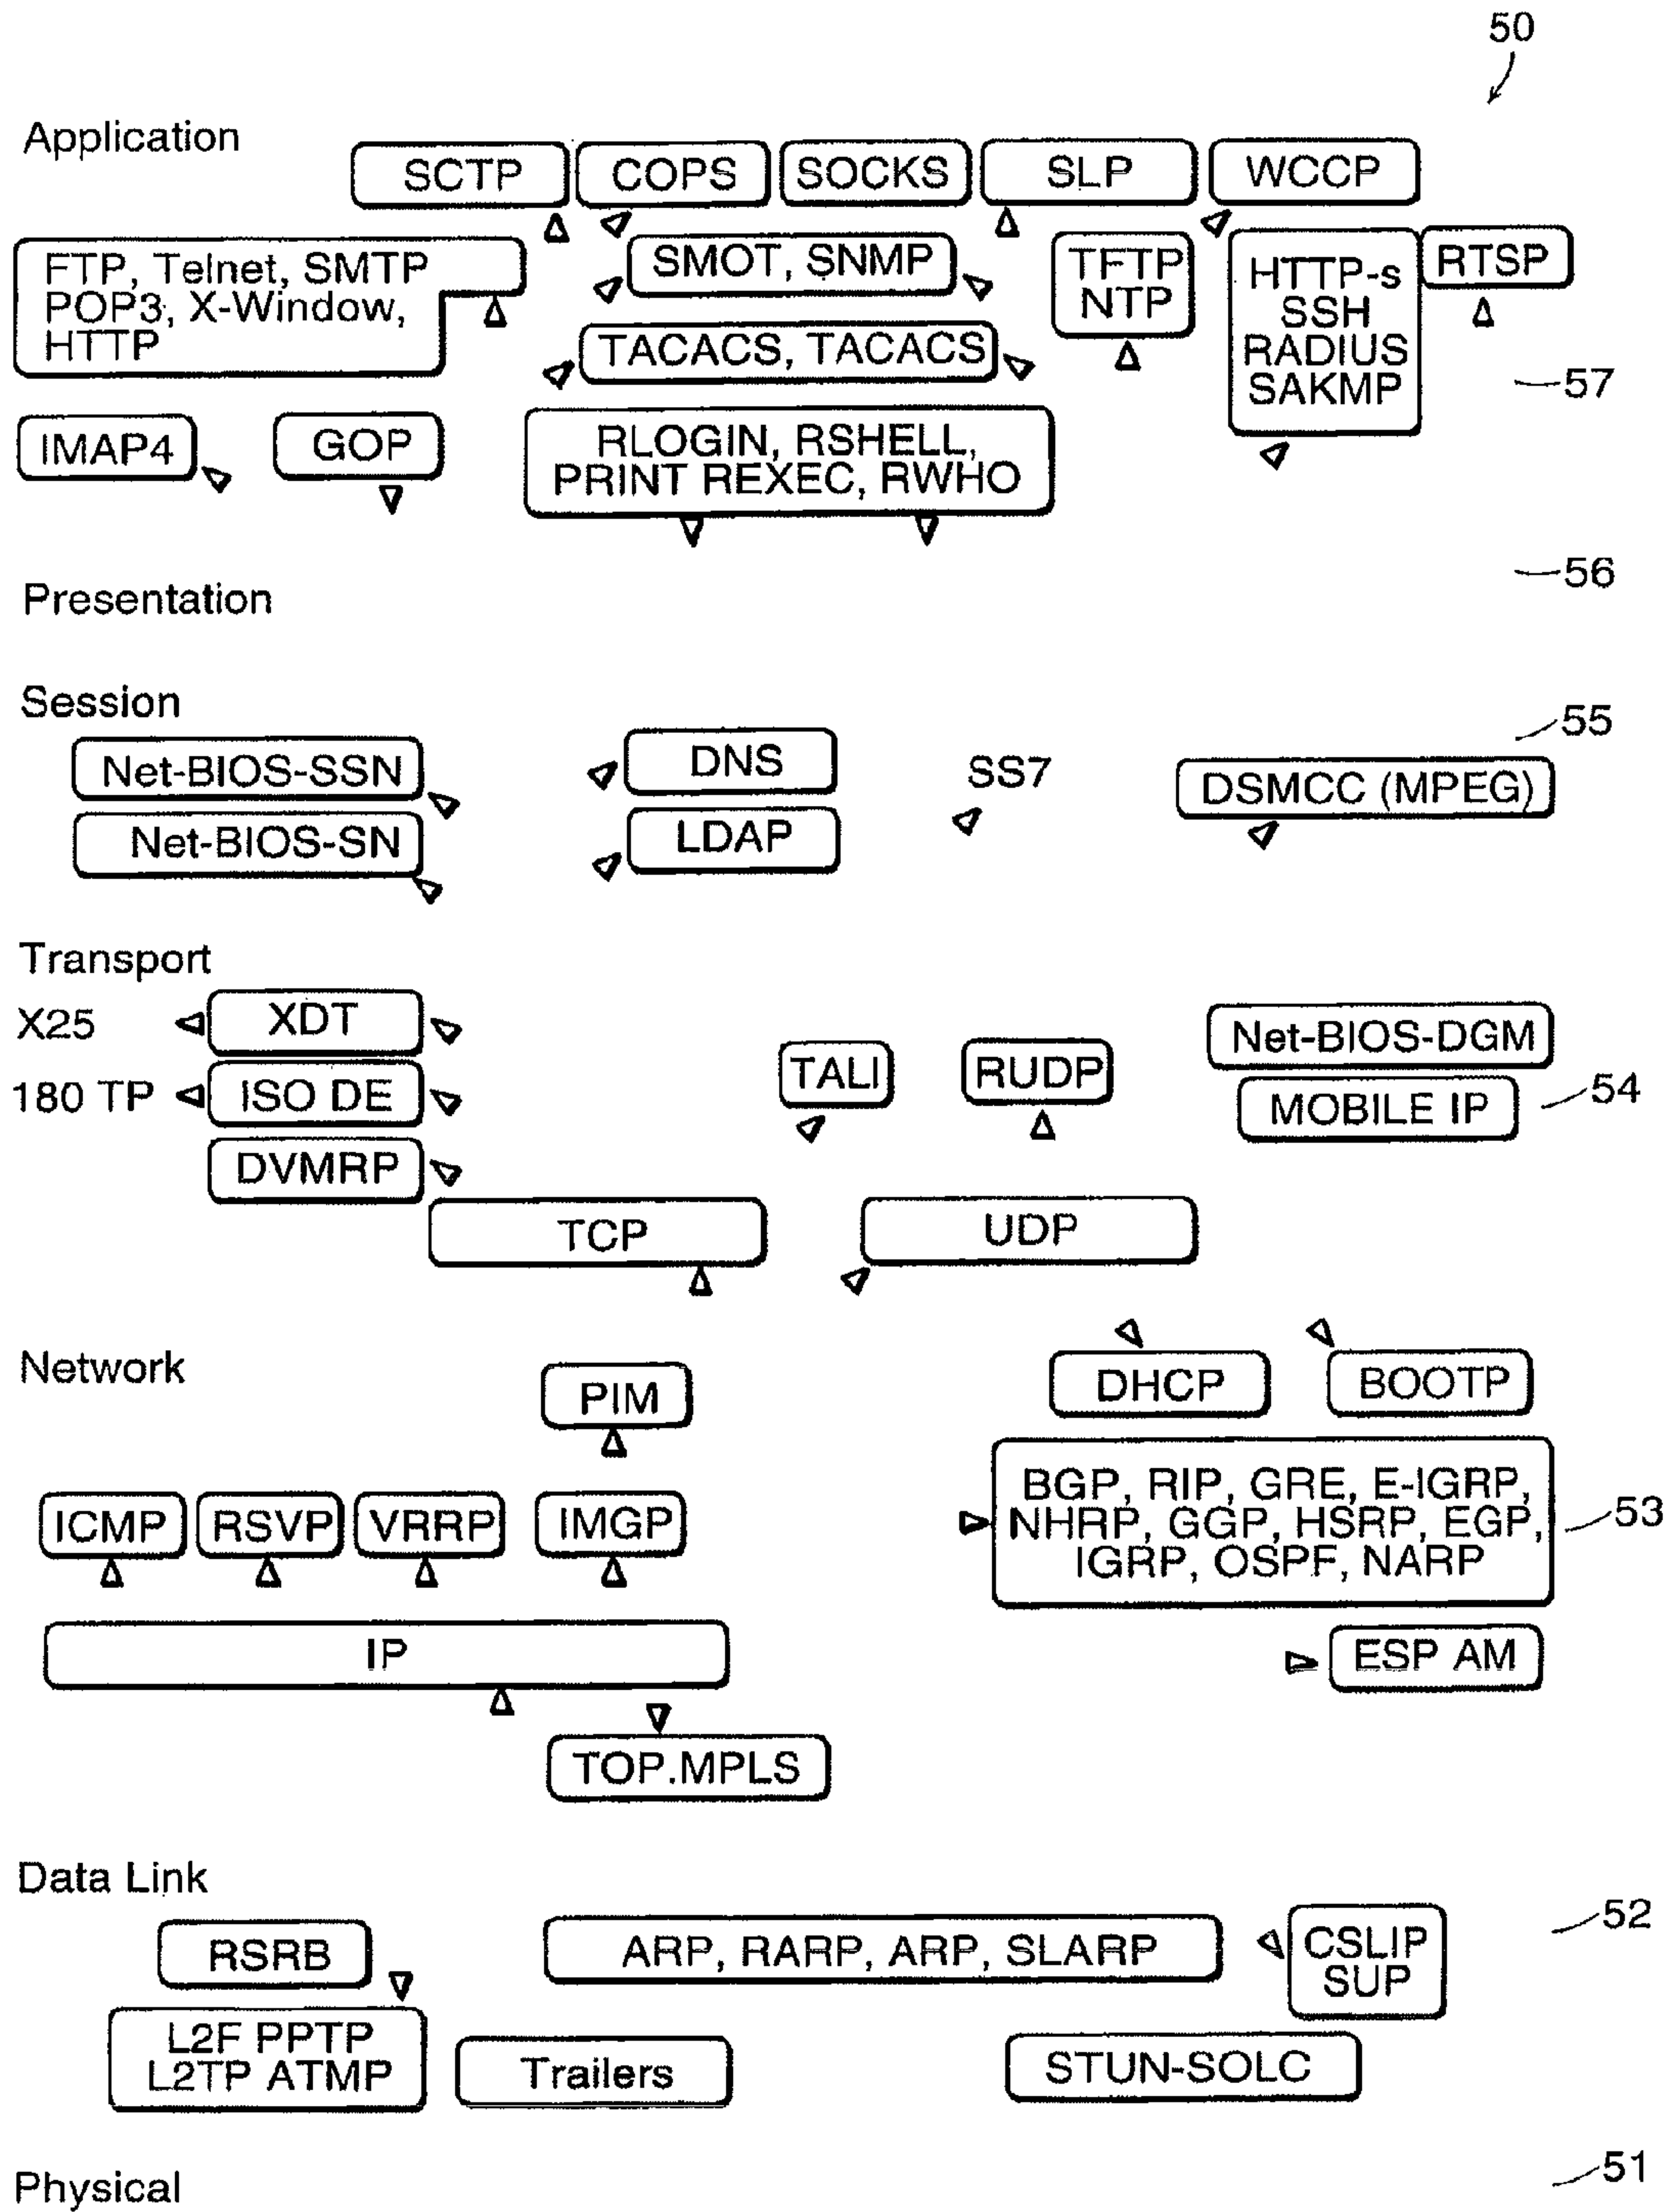 50
Application
SCTP
COPS
SOCKS
SLP
WCCP
FTP, Telnet, SMTP
POP3, X-Window,
HTTP
SMOT, SNMP
TFTP
NTP
HTTP-s
SSH
RADIUS
SAKMP
RTSP
TACACS, TACACS
57
IMAP4
GOP
RLOGIN, RSHELL,
PRINT REXEC, RWHO
56
Presentation
Session
55
Net-BIOS-SSN
DNS
SS7
DSMCC (MPEG)
Net-BIOS-SN
LDAP
Transport
X25
XDT
Net-BIOS-DGM
TALI
RUDP
180 TP
ISO DE
MOBILE IP
54
DVMRP
TCP
UDP
Network
PIM
DHCP
BOOTP
ICMP
RSVP
VRRP
IMGP
BGP, RIP, GRE, E-IGRP,
NHRP, GGP, HSRP, EGP,
IGRP, OSPF, NARP
53
IP
ESP AM
TOP.MPLS
Data Link
52
RSRB
ARP, RARP, ARP, SLARP
CSLIP
SUP
L2F PPTP
L2TP ATMP
Trailers
STUN-SOLC
51
Physical